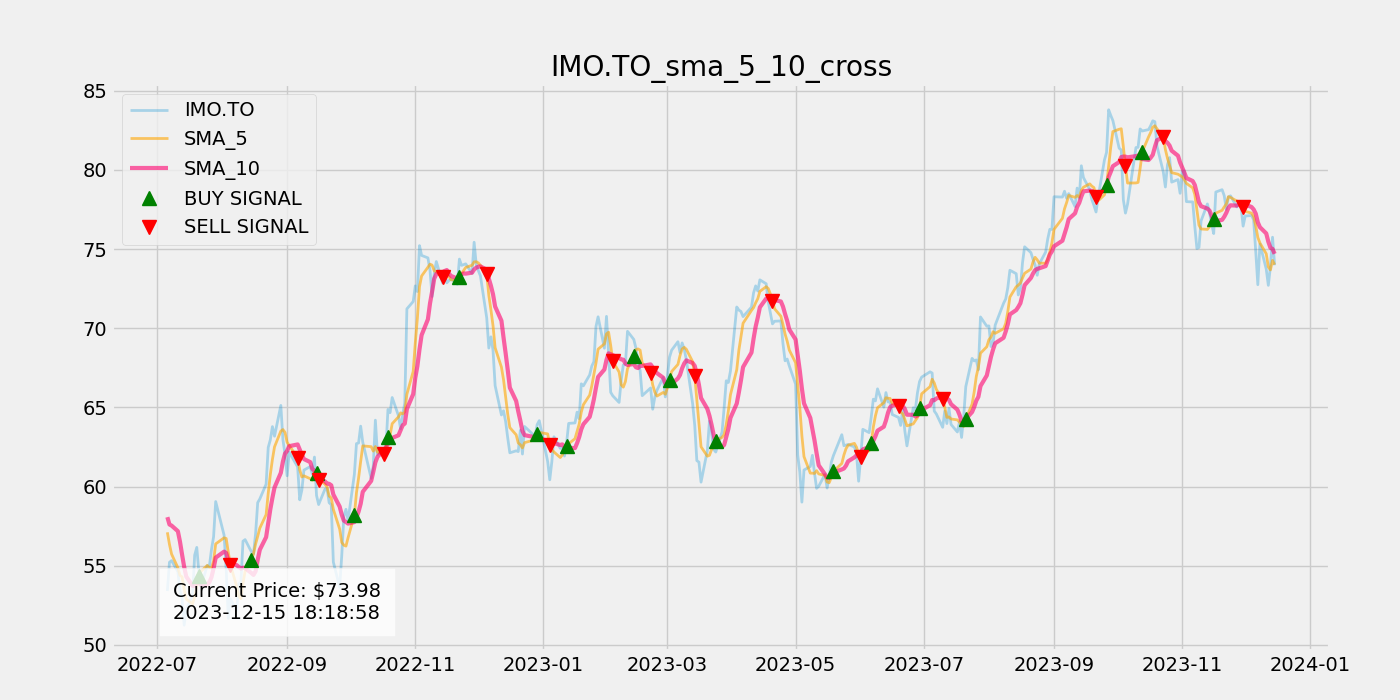 IMO.TO_sma_5_10_cross
85
80
75
70
65
60
55
50
IMO.TO
SMA_5
SMA_10
BUY SIGNAL
SELL SIGNAL
Current Price: $73.98
2023-12-15 18:18:58
2022-07 2022-09 2022-11 2023-01 2023-03 2023-05 2023-07 2023-09 2023-11 2024-01